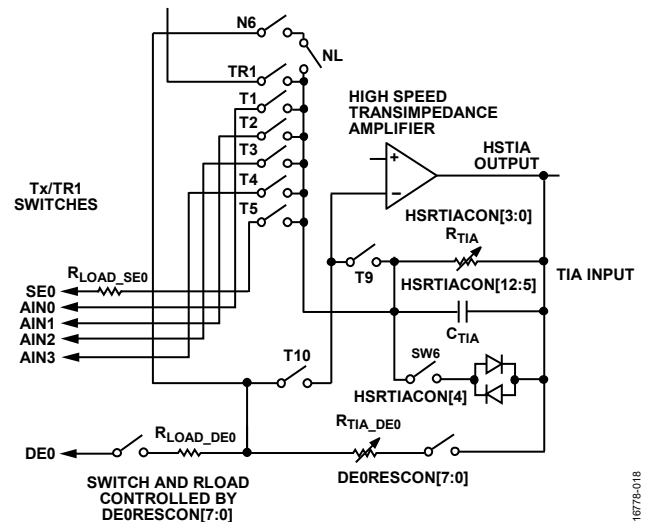 N6
NL
TR1
T1
T2
T3
T4
T5
HIGH SPEED
TRANSIMPEDANCE
AMPLIFIER
+
–
HSTIA
OUTPUT
Tx/TR1
SWITCHES
HSRTIACON[3:0]
RTIA
T9
HSRTIACON[12:5]
TIA INPUT
CTIA
RLOAD_SE0
SE0
AIN0
AIN1
AIN2
AIN3
T10
SW6
HSRTIACON[4]
RTIA_DE0
RLOAD_DE0
DE0
DE0RESCON[7:0]
SWITCH AND RLOAD
CONTROLLED BY
DE0RESCON[7:0]
16778-018